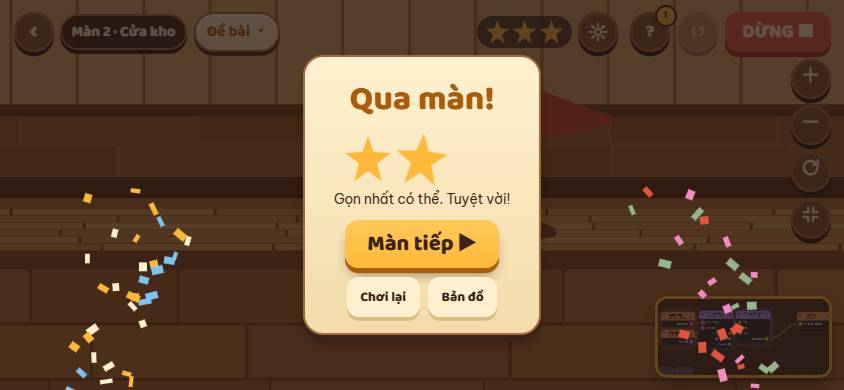 Màn 2 · Cửa kho
Đề bài
?
1
DỪNG
Qua màn!
Gọn nhất có thể. Tuyệt vời!
Màn tiếp
Chơi lại
Bản đồ